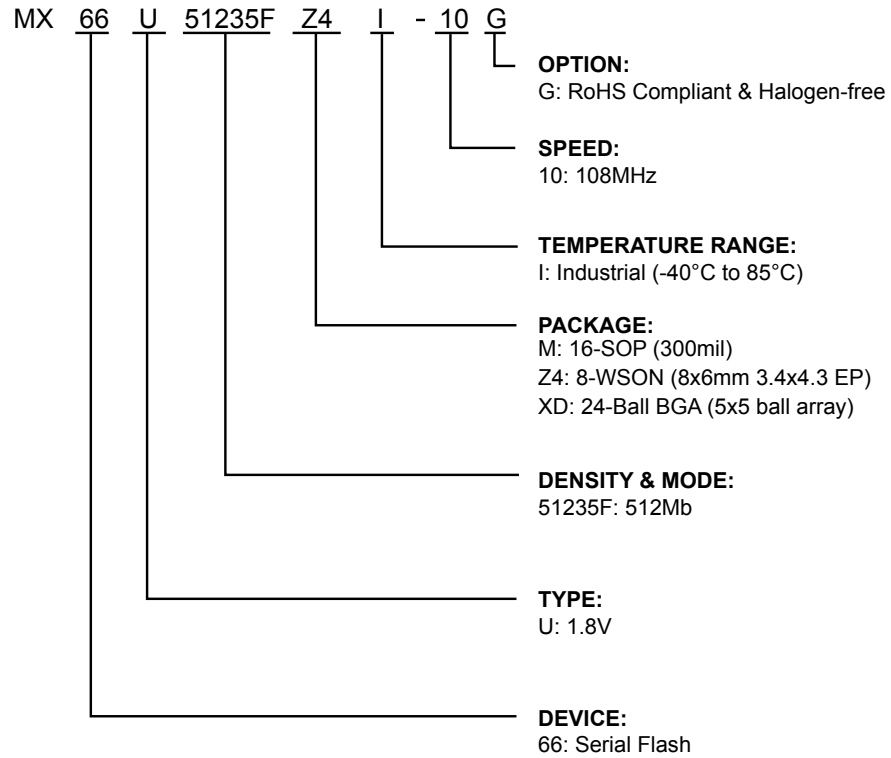 MX 66 U 51235F Z4 I - 10 G
OPTION:
G: RoHS Compliant & Halogen-free
SPEED:
10: 108MHz
TEMPERATURE RANGE:
I: Industrial (-40°C to 85°C)
PACKAGE:
M: 16-SOP (300mil)
Z4: 8-WSON (8x6mm 3.4x4.3 EP)
XD: 24-Ball BGA (5x5 ball array)
DENSITY & MODE:
51235F: 512Mb
TYPE:
U: 1.8V
DEVICE:
66: Serial Flash